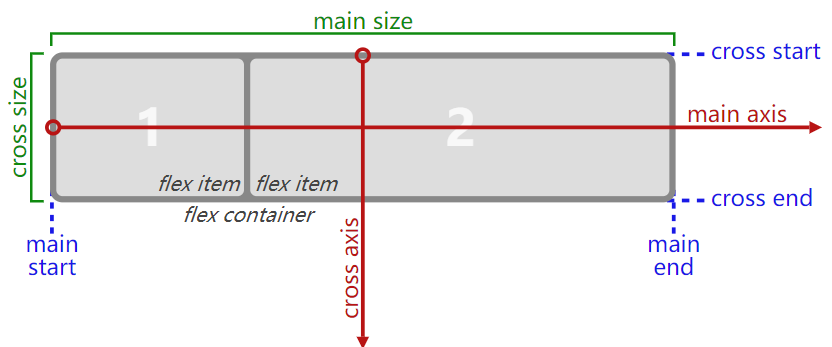 main size
cross start
cross size
1
2
main axis
flex item
flex item
cross end
flex container
cross axis
main
start
main
end